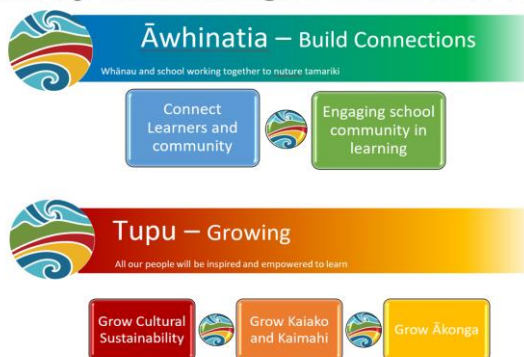 Āwhinatia – Build Connections
Whānau and school working together to nuture tamariki
Connect
Learners and
community
Engaging school
community in
learning
Tupu – Growing
All our people will be inspired and empowered to learn
Grow Cultural
Sustainability
Grow Kaiako
and Kaimahi
Grow Ākonga